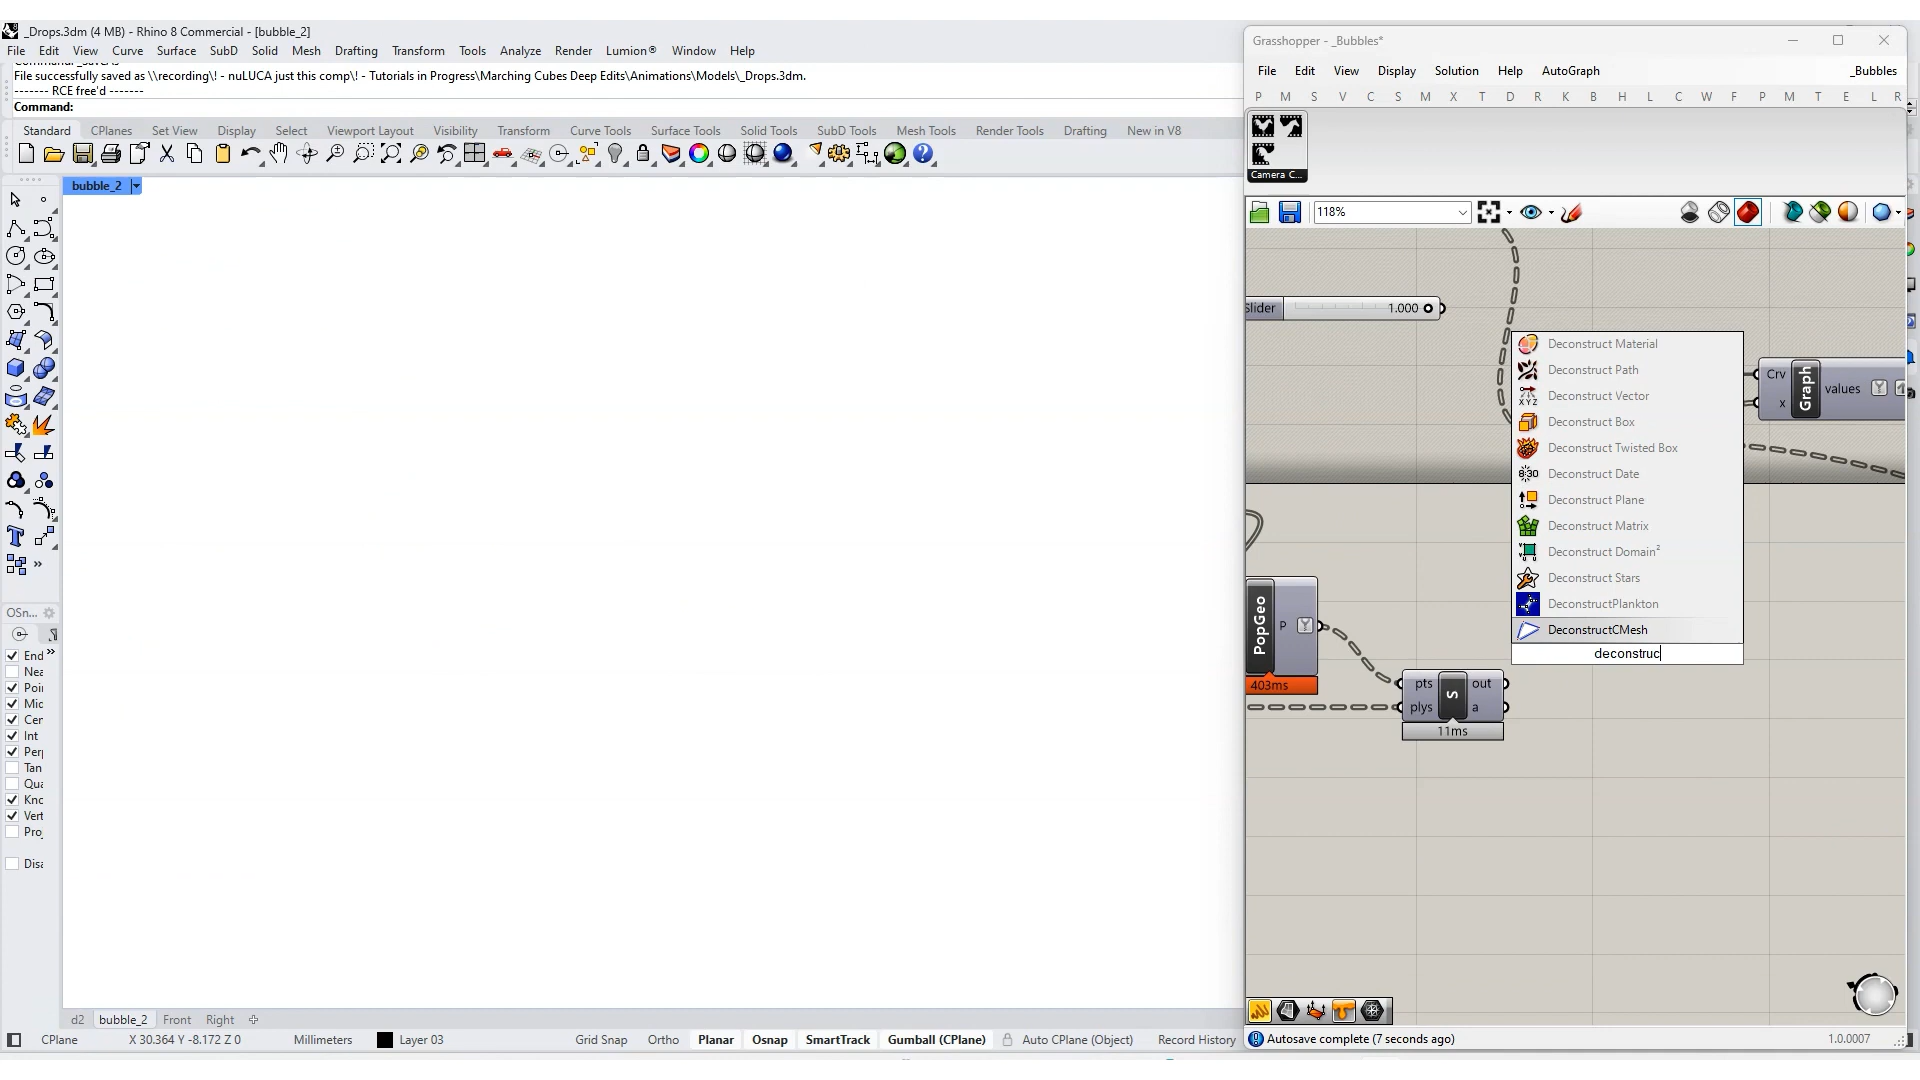 _Drops.3dm (4 MB) - Rhino 8 Commercial - [bubble_2]
File Edit View Curve Surface SubD Solid Mesh Drafting Transform Tools Analyze Render Lumion® Window Help
File successfully saved as \\recording\! - nuLUCA just this comp\! - Tutorials in Progress\Marching Cubes Deep Edits\Animations\Models\_Drops.3dm.
------- RCE free'd -------
Command:
Standard CPlanes Set View Display Select Viewport Layout Visibility Transform Curve Tools Surface Tools Solid Tools SubD Tools Mesh Tools Render Tools Drafting New in V8
bubble_2
OSn...
End
Nea
Poi
Mic
Cer
Int
Per
Tan
Qua
Knc
Vert
Proj
Disa
d2 bubble_2 Front Right
CPlane X 30.364 Y -8.172 Z 0 Millimeters Layer 03 Grid Snap Ortho Planar Osnap SmartTrack Gumball (CPlane) Auto CPlane (Object) Record History
Grasshopper - _Bubbles*
File Edit View Display Solution Help AutoGraph _Bubbles
P M S V C S M X T D R K B H L C W F P M T E L R
Camera C...
118%
Slider 1.000
Deconstruct Material
Deconstruct Path
Deconstruct Vector
Deconstruct Box
Deconstruct Twisted Box
Deconstruct Date
Deconstruct Plane
Deconstruct Matrix
Deconstruct Domain²
Deconstruct Stars
DeconstructPlankton
DeconstructCMesh
deconstruc
Crv
x
Graph
values
PopGeo
P
403ms
pts
plys
S
out
a
11ms
Autosave complete (7 seconds ago) 1.0.0007